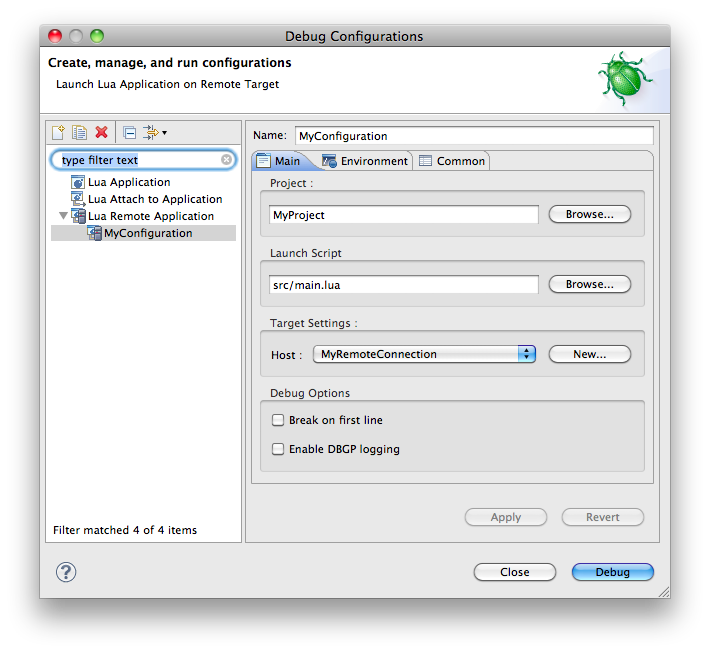 Debug Configurations
Create, manage, and run configurations
Launch Lua Application on Remote Target
type filter text
Lua Application
Lua Attach to Application
Lua Remote Application
MyConfiguration
Filter matched 4 of 4 items
Name: MyConfiguration
Main Environment Common
Project :
MyProject Browse...
Launch Script
src/main.lua Browse...
Target Settings :
Host : MyRemoteConnection New...
Debug Options
Break on first line
Enable DBGP logging
Apply Revert
? Close Debug